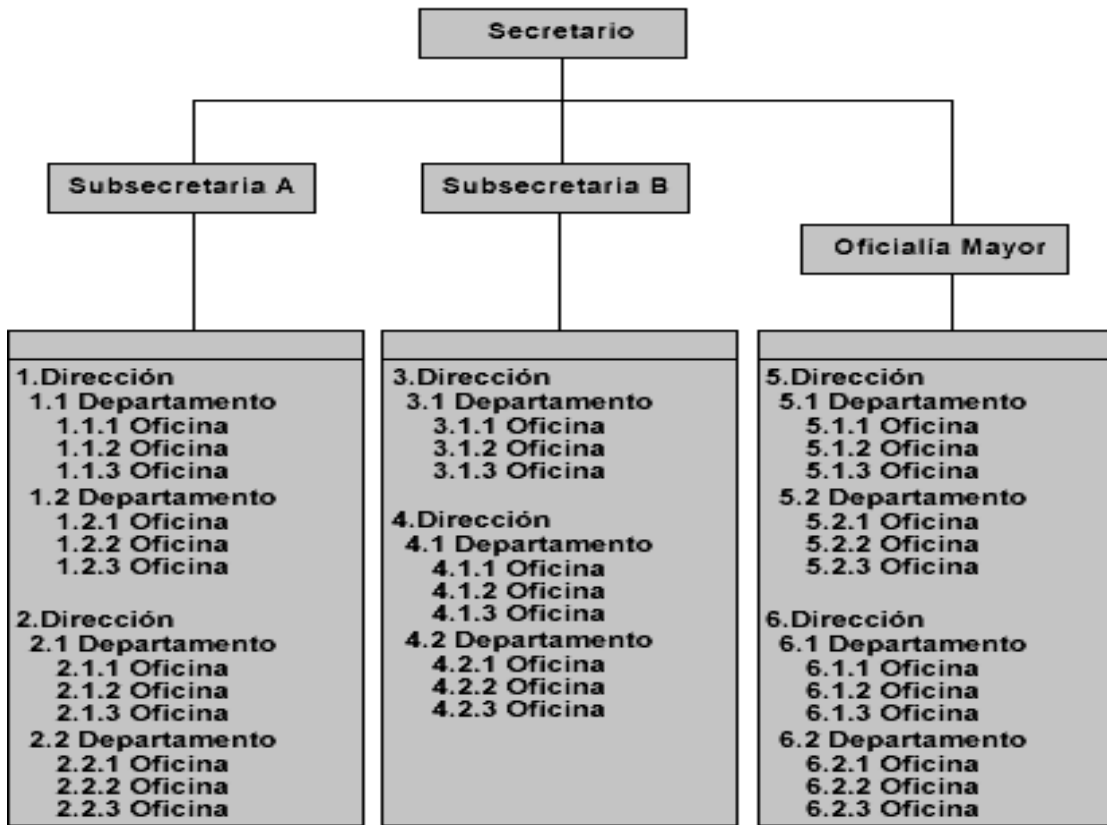 Secretario
Subsecretaria A
Subsecretaria B
Oficialía Mayor
1.Dirección
1.1 Departamento
1.1.1 Oficina
1.1.2 Oficina
1.1.3 Oficina
1.2 Departamento
1.2.1 Oficina
1.2.2 Oficina
1.2.3 Oficina
2.Dirección
2.1 Departamento
2.1.1 Oficina
2.1.2 Oficina
2.1.3 Oficina
2.2 Departamento
2.2.1 Oficina
2.2.2 Oficina
2.2.3 Oficina
3.Dirección
3.1 Departamento
3.1.1 Oficina
3.1.2 Oficina
3.1.3 Oficina
4.Dirección
4.1 Departamento
4.1.1 Oficina
4.1.2 Oficina
4.1.3 Oficina
4.2 Departamento
4.2.1 Oficina
4.2.2 Oficina
4.2.3 Oficina
5.Dirección
5.1 Departamento
5.1.1 Oficina
5.1.2 Oficina
5.1.3 Oficina
5.2 Departamento
5.2.1 Oficina
5.2.2 Oficina
5.2.3 Oficina
6.Dirección
6.1 Departamento
6.1.1 Oficina
6.1.2 Oficina
6.1.3 Oficina
6.2 Departamento
6.2.1 Oficina
6.2.2 Oficina
6.2.3 Oficina